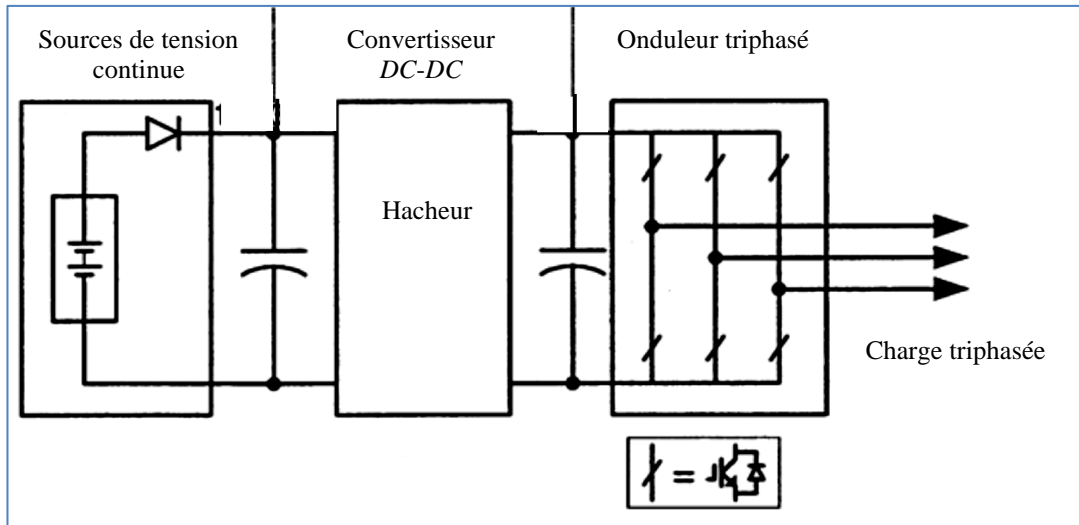 Sources de tension
continue
Convertisseur
DC-DC
Onduleur triphasé
Hacheur
Charge triphasée
=